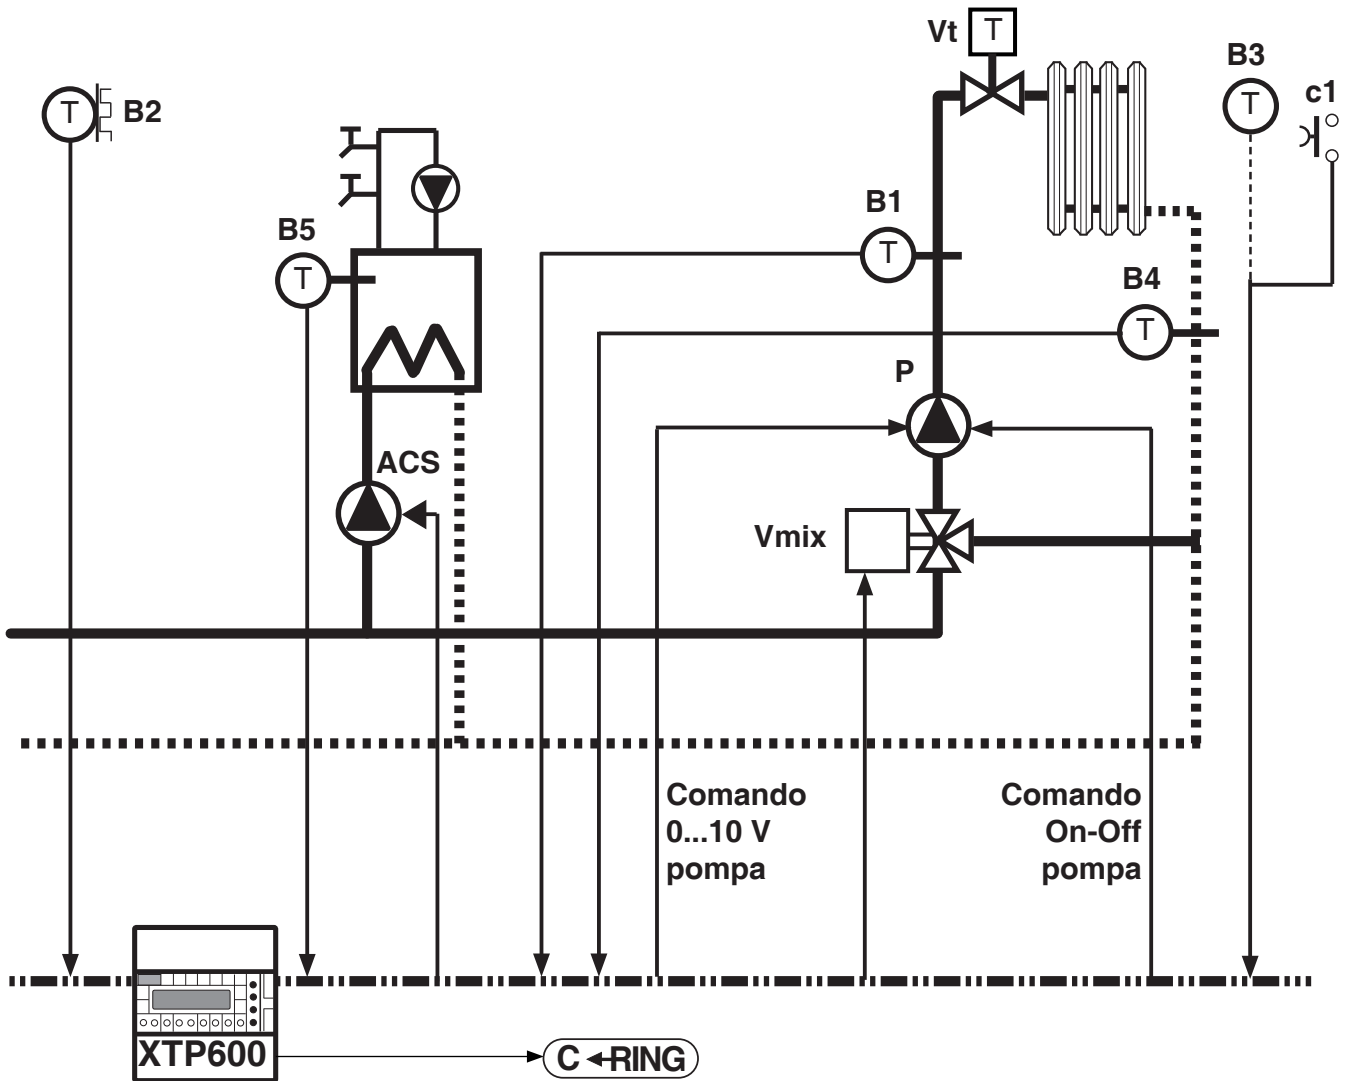 Vt
T
B3
T
c1
T
B2
B1
T
B5
T
B4
T
P
ACS
Vmix
Comando
0...10 V
pompa
Comando
On-Off
pompa
XTP600
C RING